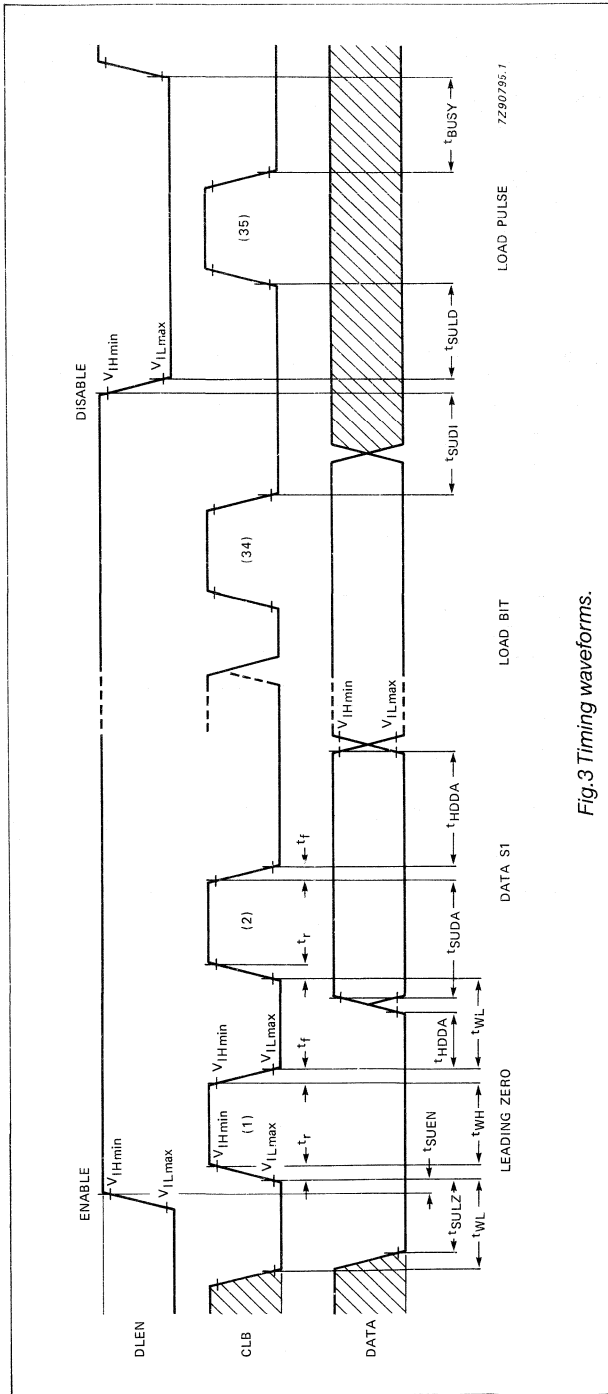 ENABLE
DISABLE
DLEN
VIHmin
VILmax
VIHmin
VILmax
CLB
VIHmin
VILmax
(1)
VIHmin
VILmax
(2)
(34)
(35)
tr
tf
tr
tf
DATA
VIHmin
VILmax
tSULZ
tSUEN
tWL
tWH
tHDDA
tWL
tSUDA
tHDDA
tSUDI
tSULD
tBUSY
LEADING ZERO
DATA S1
LOAD BIT
LOAD PULSE
7Z90795.1
Fig.3 Timing waveforms.